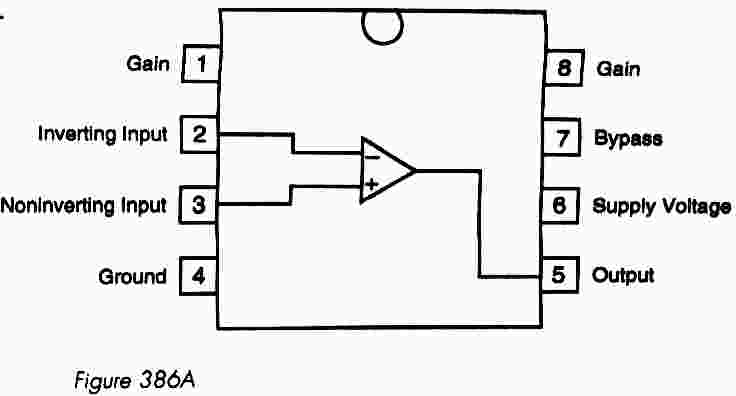 Gain 1
8 Gain
Inverting Input 2
7 Bypass
−
Noninverting Input 3
+
6 Supply Voltage
Ground 4
5 Output
Figure 386A